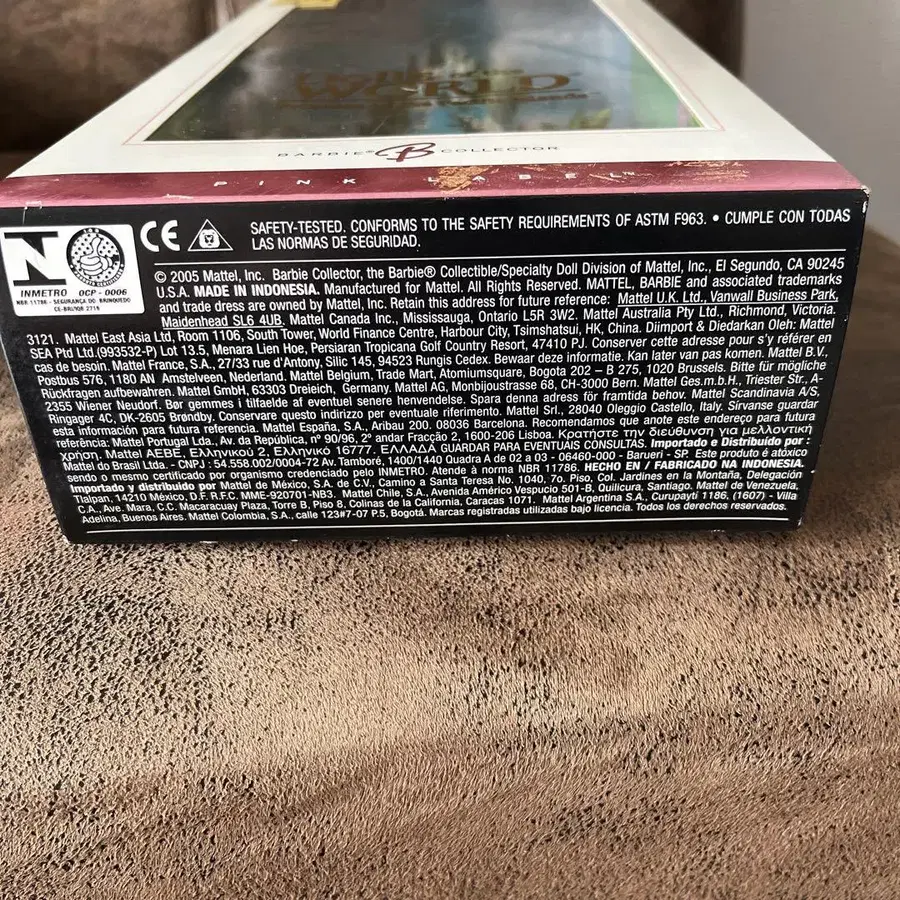 WORLD
BARBIE® B COLLECTOR
PINK LABEL™
N
INMETRO OCP - 0006
NBR 11786 - SEGURANÇA DO BRINQUEDO
CE SAFETY-TESTED. CONFORMS TO THE SAFETY REQUIREMENTS OF ASTM F963. • CUMPLE CON TODAS
LAS NORMAS DE SEGURIDAD.
© 2005 Mattel, Inc. Barbie Collector, the Barbie® Collectible/Specialty Doll Division of Mattel, Inc., El Segundo, CA 90245
U.S.A. MADE IN INDONESIA. Manufactured for Mattel. All Rights Reserved. MATTEL, BARBIE and associated trademarks
and trade dress are owned by Mattel, Inc. Retain this address for future reference: Mattel U.K. Ltd., Vanwall Business Park,
Maidenhead SL6 4UB. Mattel Canada Inc., Mississauga, Ontario L5R 3W2. Mattel Australia Pty Ltd., Richmond, Victoria.
3121. Mattel East Asia Ltd, Room 1106, South Tower, World Finance Centre, Harbour City, Tsimshatsui, HK, China. Diimport & Diedarkan Oleh: Mattel
SEA Ptd Ltd.(993532-P) Lot 13.5, Menara Lien Hoe, Persiaran Tropicana Golf Country Resort, 47410 PJ. Conserver cette adresse pour s'y référer en
cas de besoin. Mattel France, S.A., 27/33 rue d'Antony, Silic 145, 94523 Rungis Cedex. Bewaar deze informatie. Kan later van pas komen. Mattel B.V.,
Postbus 576, 1180 AN Amstelveen, Nederland. Mattel Belgium, Trade Mart, Atomiumsquare, Bogota 202 - B 275, 1020 Brussels. Bitte für mögliche
Rückfragen aufbewahren. Mattel GmbH, 63303 Dreieich, Germany. Mattel AG, Monbijoustrasse 68, CH-3000 Bern. Mattel Ges.m.b.H., Triester Str., A-
2355 Wiener Neudorf. Bør gemmes i tilfælde af eventuel senere henvendelse. Spara denna adress för framtida behov. Mattel Scandinavia A/S,
Ringager 4C, DK-2605 Brøndby. Conservare questo indirizzo per eventuale riferimento. Mattel Srl., 28040 Oleggio Castello, Italy. Sírvanse guardar
esta información para futura referencia. Mattel España, S.A., Aribau 200. 08036 Barcelona. Recomendamos que anote este endereço para futura
referência: Mattel Portugal Lda., Av. da República, nº 90/96, 2º andar Fracção 2, 1600-206 Lisboa. Κρατήστε την διεύθυνση για μελλοντική
χρήση. Mattel AEBE, Ελληνικού 2, Ελληνικό 16777. ΕΛΛΑΔΑ GUARDAR PARA EVENTUAIS CONSULTAS. Importado e Distribuído por :
Mattel do Brasil Ltda. - CNPJ : 54.558.002/0004-72 Av. Tamboré, 1400/1440 Quadra A de 02 a 03 - 06460-000 - Barueri - SP. Este produto é atóxico
sendo o mesmo certificado por organismo credenciado pelo INMETRO. Atende à norma NBR 11786. HECHO EN / FABRICADO NA INDONESIA.
Importado y distribuido por Mattel de México, S.A. de C.V., Camino a Santa Teresa No. 1040, 7o. Piso, Col. Jardines en la Montaña, Delegación
Tlalpan, 14210 México, D.F. R.F.C. MME-920701-NB3. Mattel Chile, S.A., Avenida Américo Vespucio 501-B, Quilicura, Santiago. Mattel de Venezuela,
C.A., Ave. Mara, C.C. Macaracuay Plaza, Torre B, Piso 8, Colinas de la California, Caracas 1071. Mattel Argentina S.A., Curupaytí 1186, (1607) - Villa
Adelina, Buenos Aires. Mattel Colombia, S.A., calle 123#7-07 P.5, Bogotá. Marcas registradas utilizadas bajo licencia. Todos los derechos reservados.